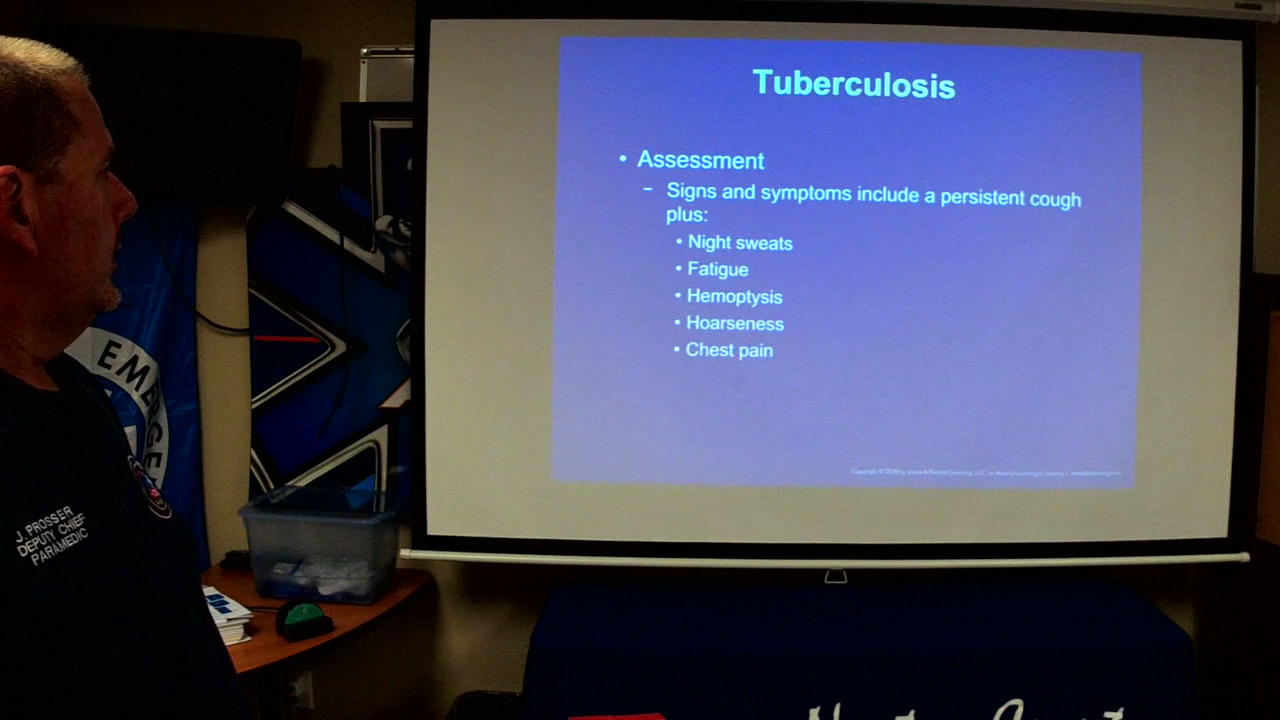 Tuberculosis
• Assessment
– Signs and symptoms include a persistent cough
plus:
• Night sweats
• Fatigue
• Hemoptysis
• Hoarseness
• Chest pain
EMERGE
J. PROSSER
DEPUTY CHIEF
PARAMEDIC